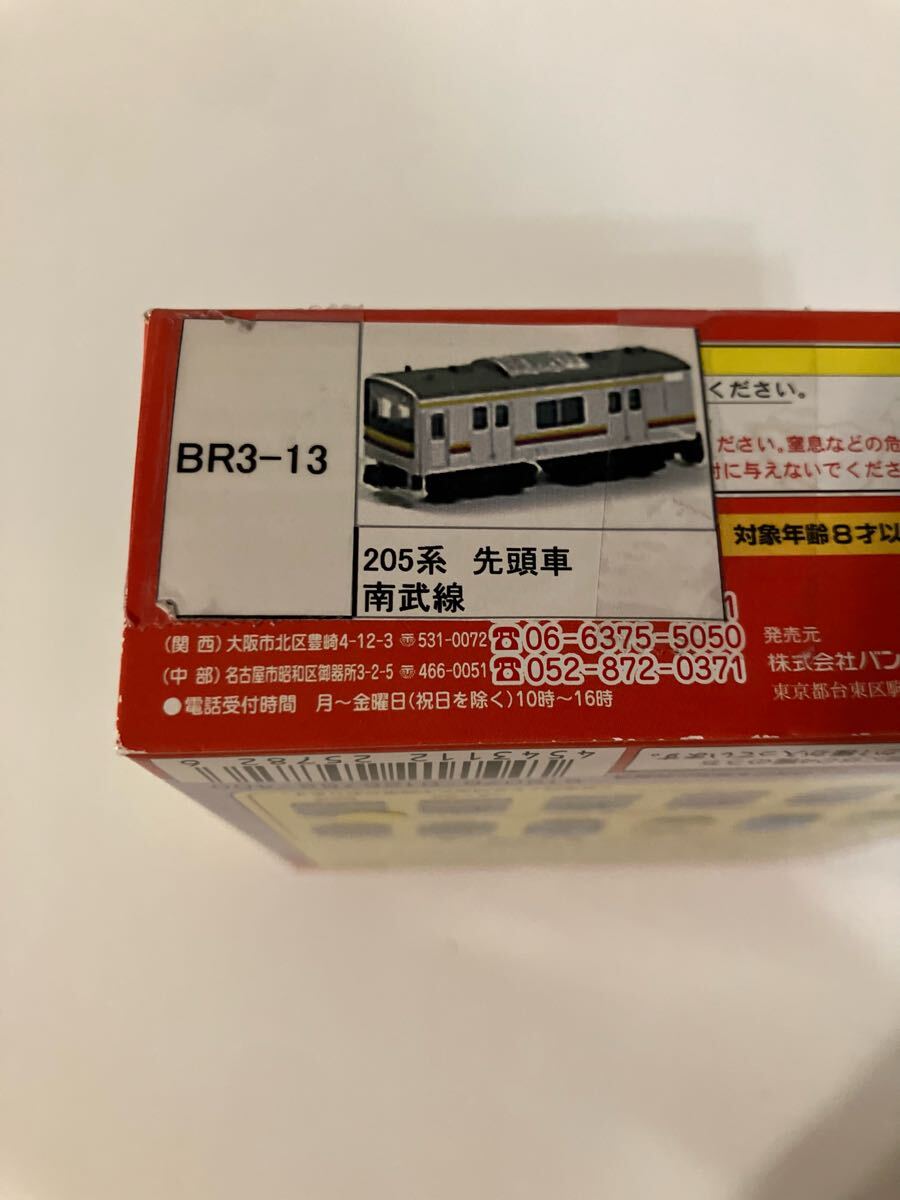 BR3-13
205系 先頭車
南武線
ください。
ださい。窒息などの危
に与えないでくださ
対象年齢8才以
(関 西)大阪市北区豊崎4-12-3 〒531-0072 ☎06-6375-5050
(中 部)名古屋市昭和区御器所3-2-5 〒466-0051 ☎052-872-0371
●電話受付時間 月～金曜日(祝日を除く)10時～16時
発売元
株式会社バン
東京都台東区駒
4543112 25782